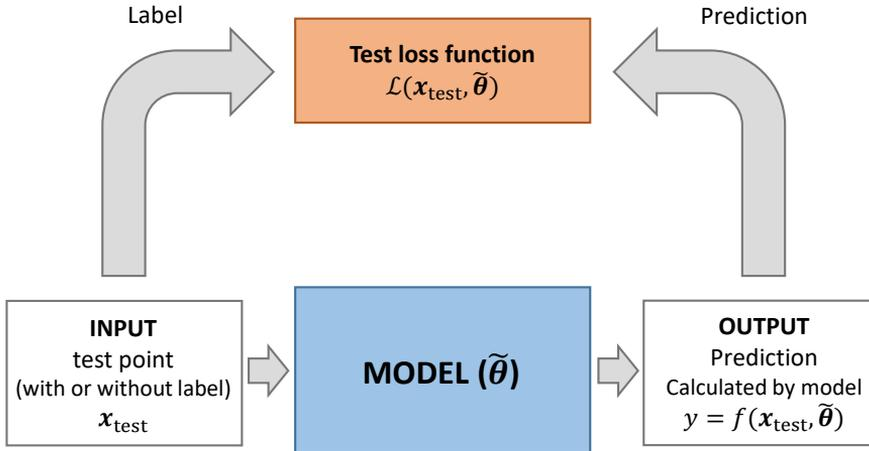 Label
Prediction
Test loss function
ℒ(𝒙test, 𝜽̃)
INPUT
test point
(with or without label)
𝒙test
MODEL (𝜽̃)
OUTPUT
Prediction
Calculated by model
𝑦 = 𝑓(𝒙test, 𝜽̃)